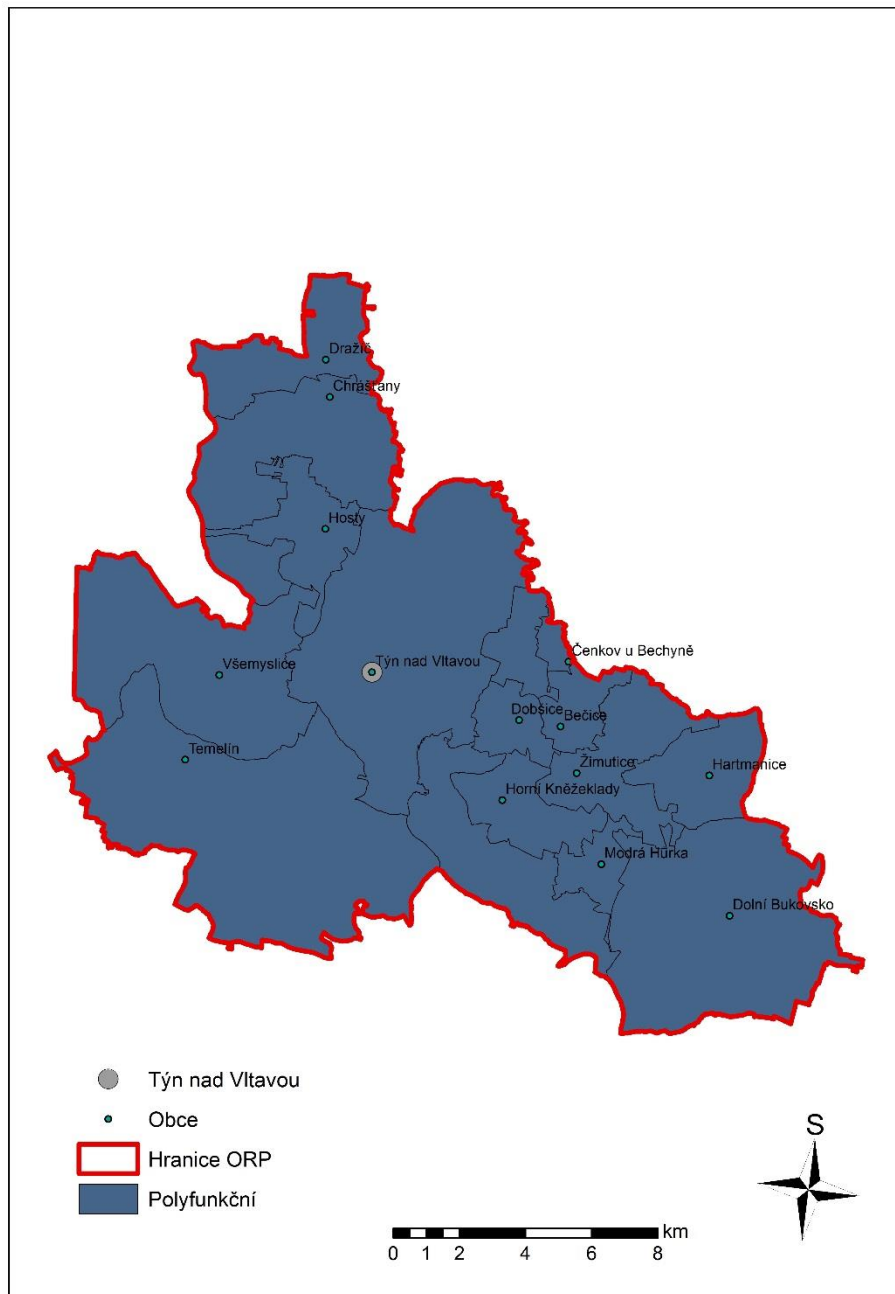 Dražíč
Chrášťany
Hosty
Čenkov u Bechyně
Všemyslice
Týn nad Vltavou
Dobšice
Bečice
Temelín
Žimutice
Hartmanice
Horní Kněžeklady
Modrá Hůrka
Dolní Bukovsko
Týn nad Vltavou
Obce
Hranice ORP
Polyfunkční
S
km
0 1 2 4 6 8